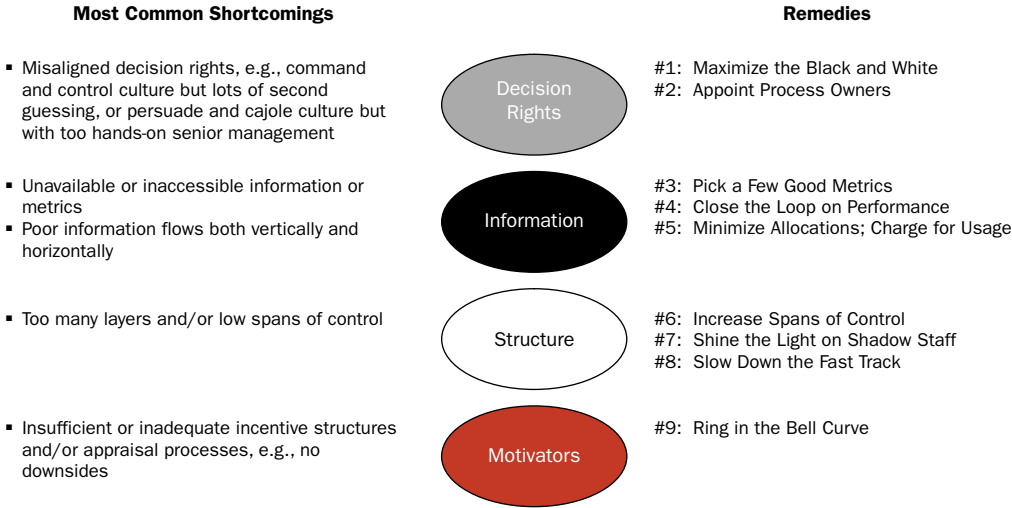 Most Common Shortcomings
Remedies
▪ Misaligned decision rights, e.g., command
and control culture but lots of second
guessing, or persuade and cajole culture but
with too hands-on senior management
Decision
Rights
#1: Maximize the Black and White
#2: Appoint Process Owners
▪ Unavailable or inaccessible information or
metrics
▪ Poor information flows both vertically and
horizontally
Information
#3: Pick a Few Good Metrics
#4: Close the Loop on Performance
#5: Minimize Allocations; Charge for Usage
▪ Too many layers and/or low spans of control
Structure
#6: Increase Spans of Control
#7: Shine the Light on Shadow Staff
#8: Slow Down the Fast Track
▪ Insufficient or inadequate incentive structures
and/or appraisal processes, e.g., no
downsides
Motivators
#9: Ring in the Bell Curve